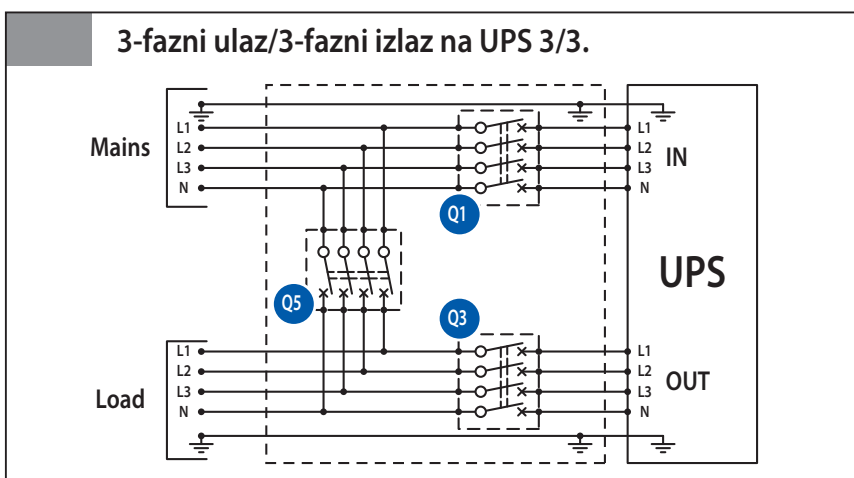 3-fazni ulaz/3-fazni izlaz na UPS 3/3.
Mains
L1
L2
L3
N
Q1
L1
L2
L3
N
IN
UPS
Q5
Q3
Load
L1
L2
L3
N
L1
L2
L3
N
OUT